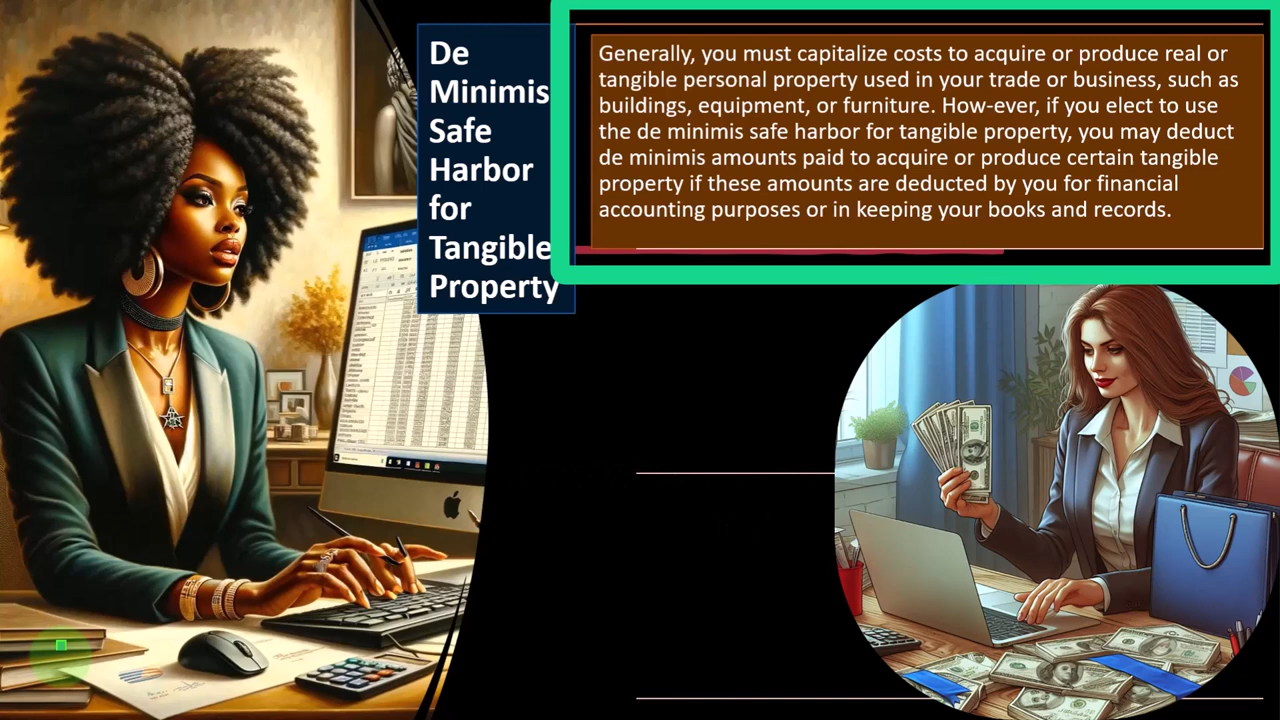 De
Minimis
Safe
Harbor
for
Tangible
Property
Generally, you must capitalize costs to acquire or produce real or
tangible personal property used in your trade or business, such as
buildings, equipment, or furniture. How-ever, if you elect to use
the de minimis safe harbor for tangible property, you may deduct
de minimis amounts paid to acquire or produce certain tangible
property if these amounts are deducted by you for financial
accounting purposes or in keeping your books and records.